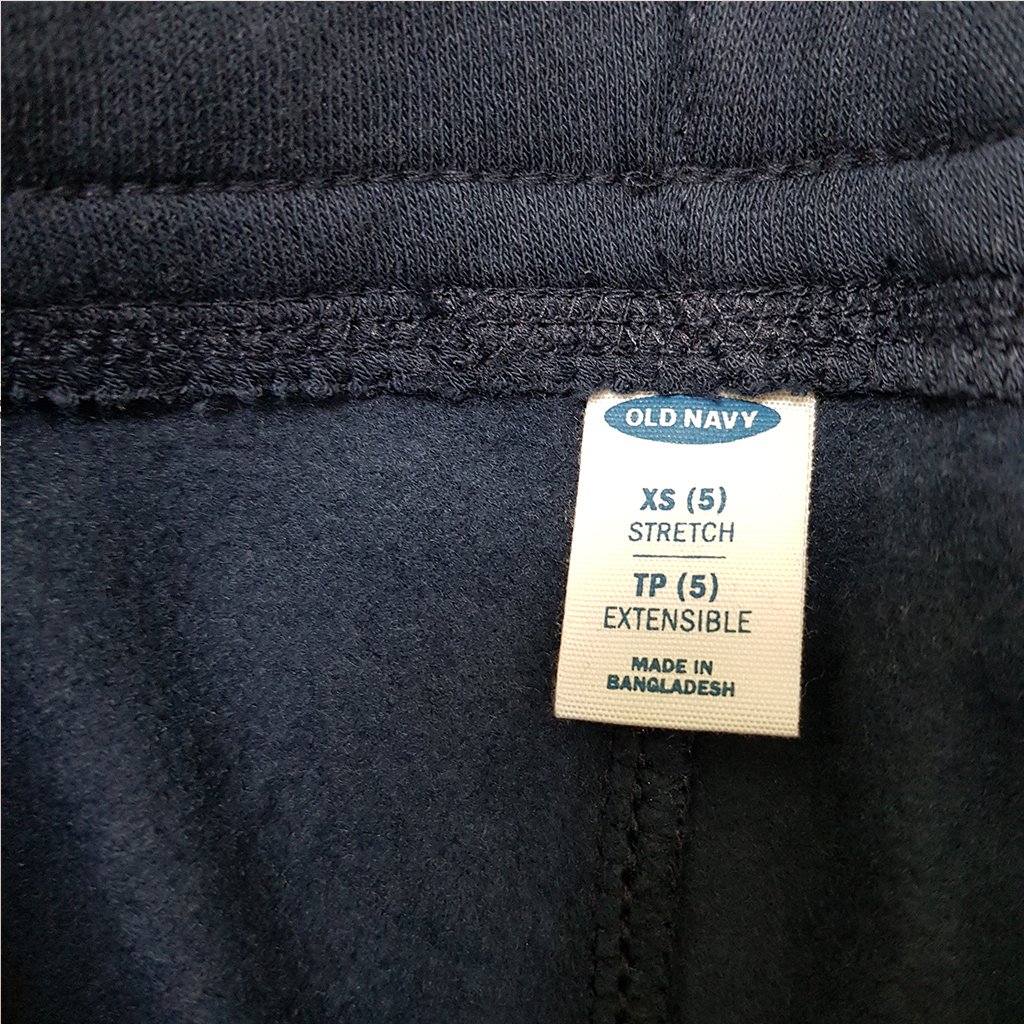 OLD NAVY
XS (5)
STRETCH
TP (5)
EXTENSIBLE
MADE IN
BANGLADESH